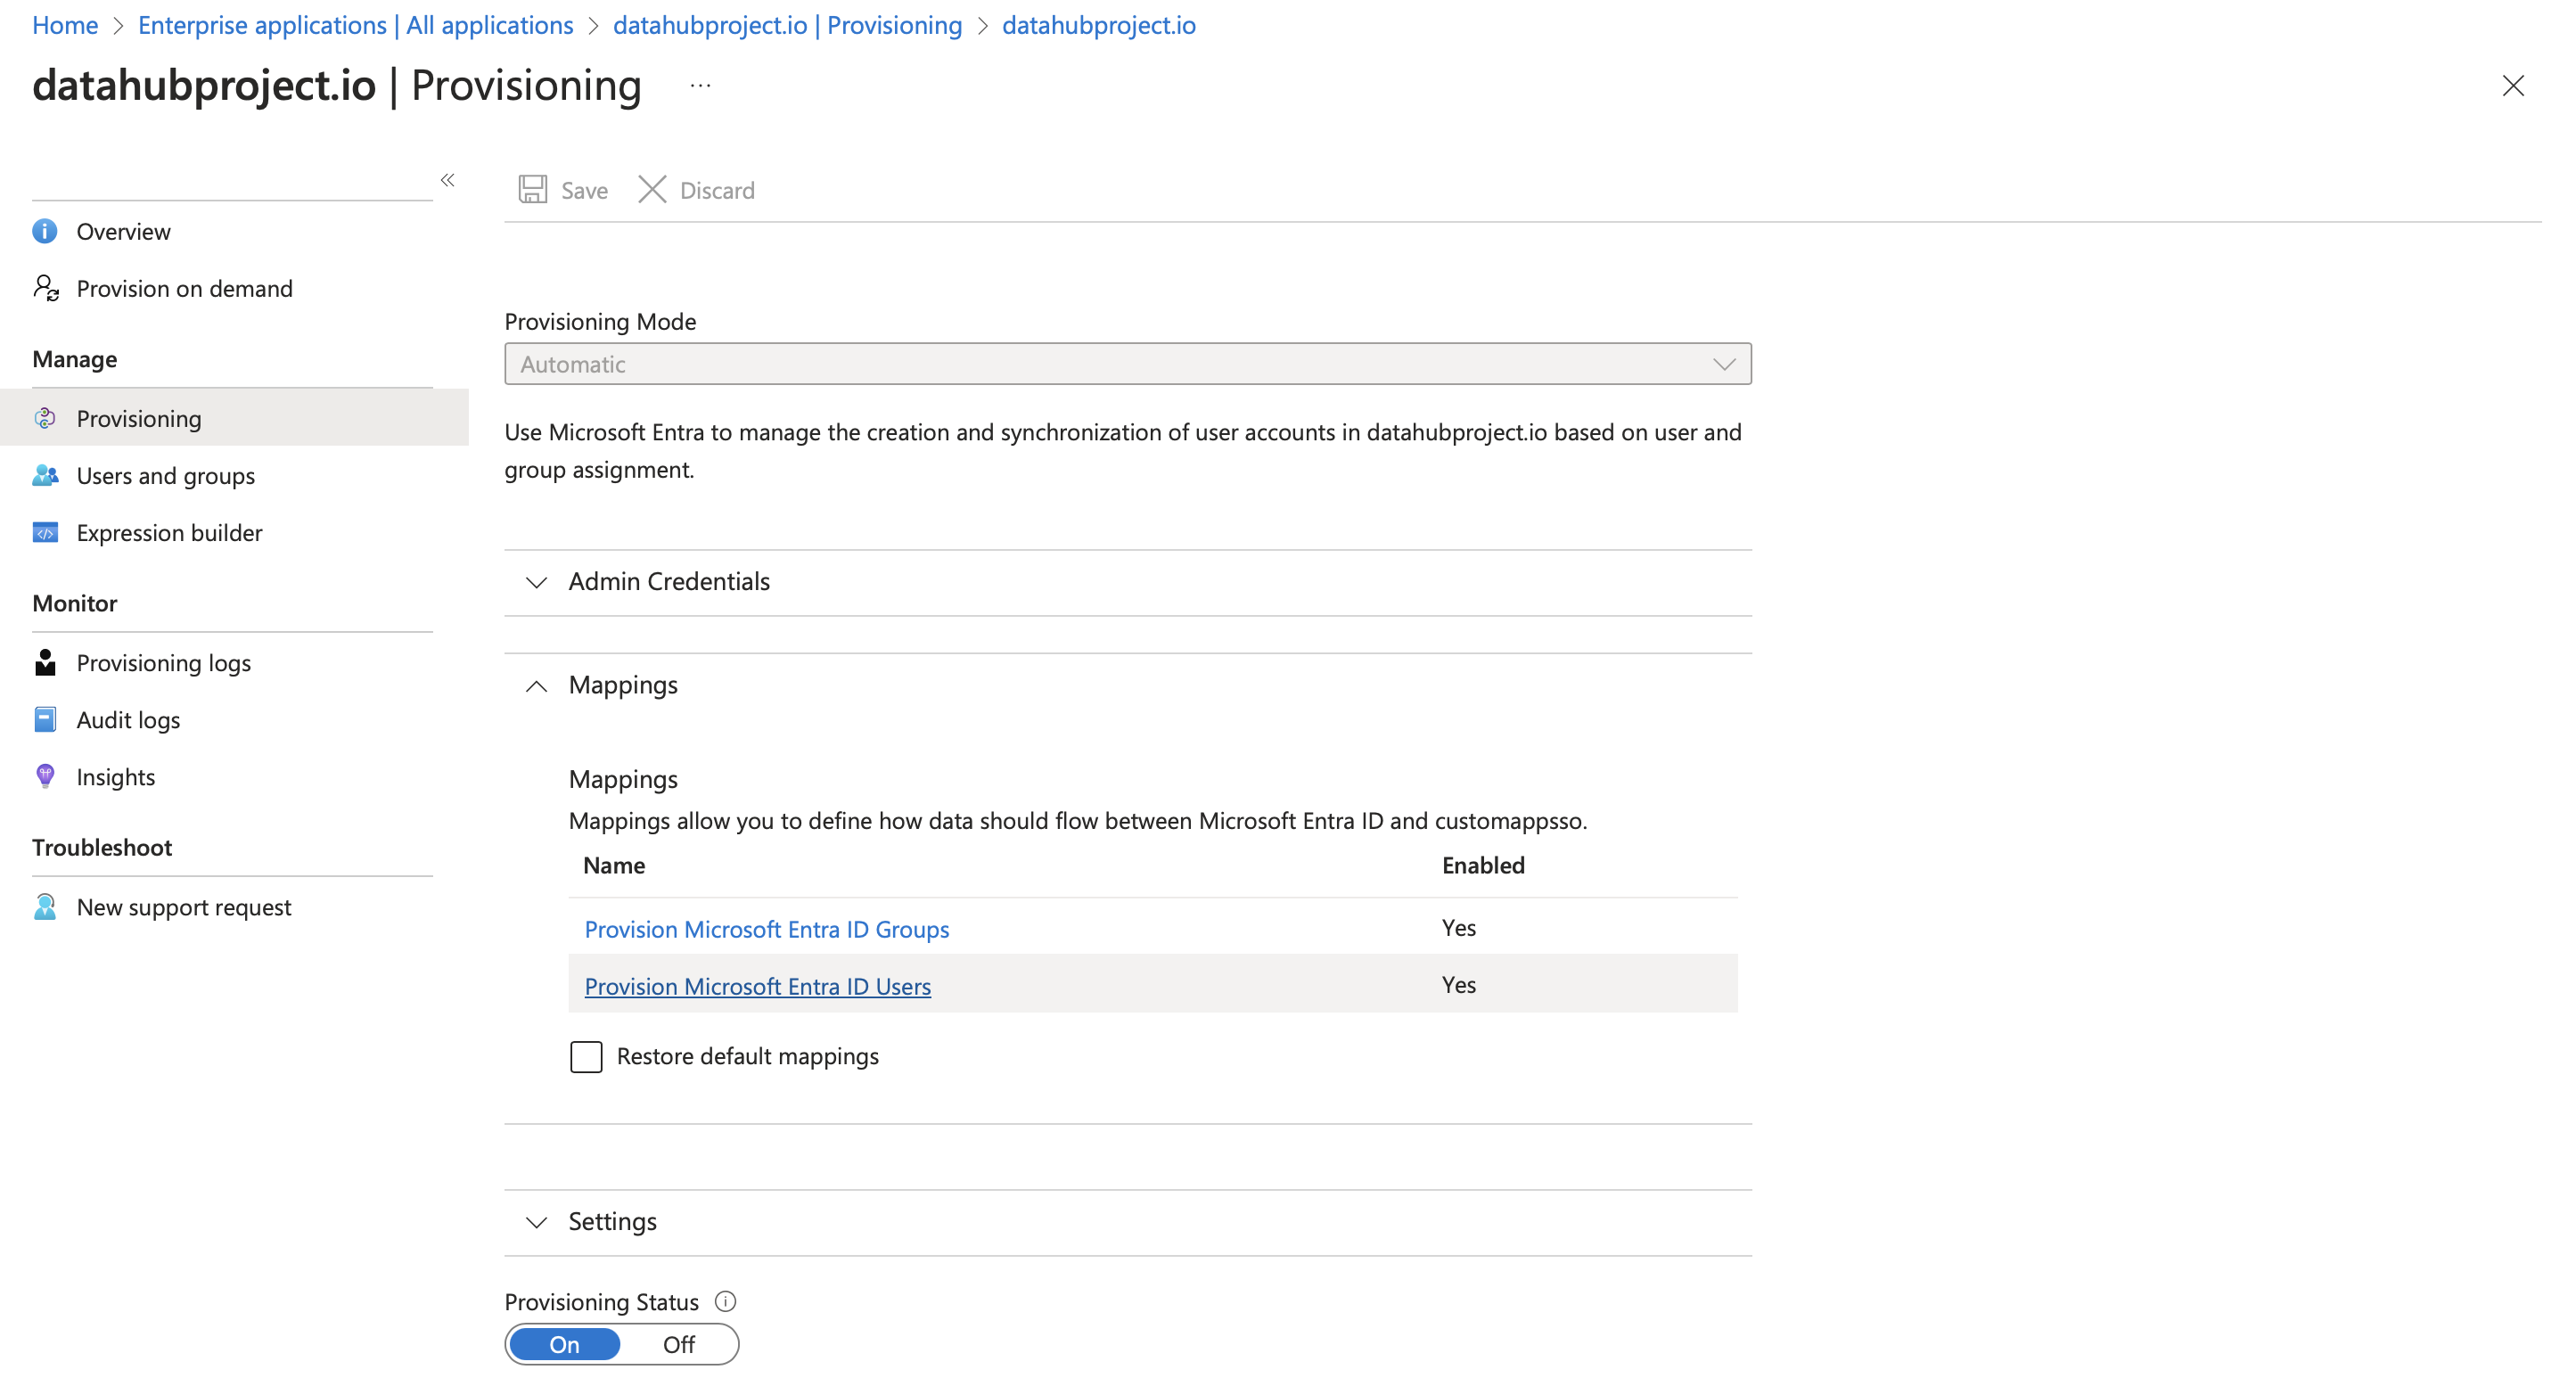 Home > Enterprise applications | All applications > datahubproject.io | Provisioning > datahubproject.io
datahubproject.io | Provisioning ...
«
Overview
Provision on demand
Manage
Provisioning
Users and groups
Expression builder
Monitor
Provisioning logs
Audit logs
Insights
Troubleshoot
New support request
Save Discard
Provisioning Mode
Automatic
Use Microsoft Entra to manage the creation and synchronization of user accounts in datahubproject.io based on user and
group assignment.
Admin Credentials
Mappings
Mappings
Mappings allow you to define how data should flow between Microsoft Entra ID and customappsso.
Name Enabled
Provision Microsoft Entra ID Groups Yes
Provision Microsoft Entra ID Users Yes
Restore default mappings
Settings
Provisioning Status
On Off